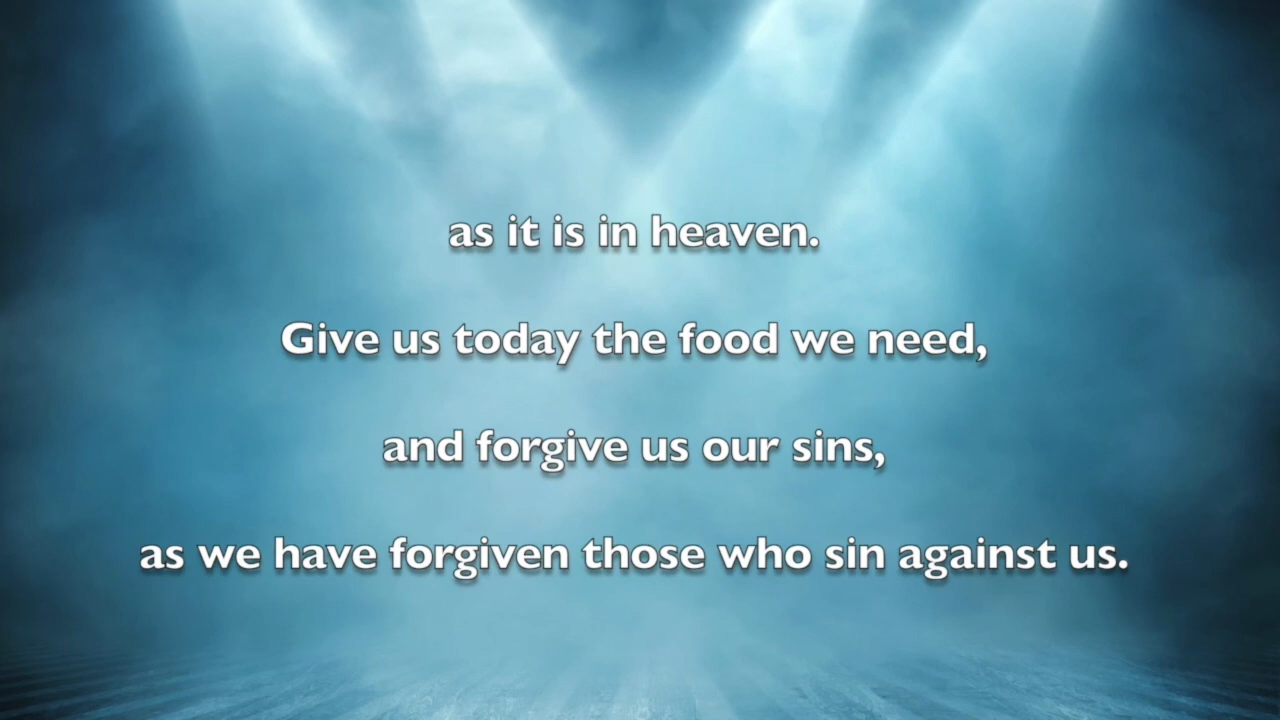 as it is in heaven.
Give us today the food we need,
and forgive us our sins,
as we have forgiven those who sin against us.